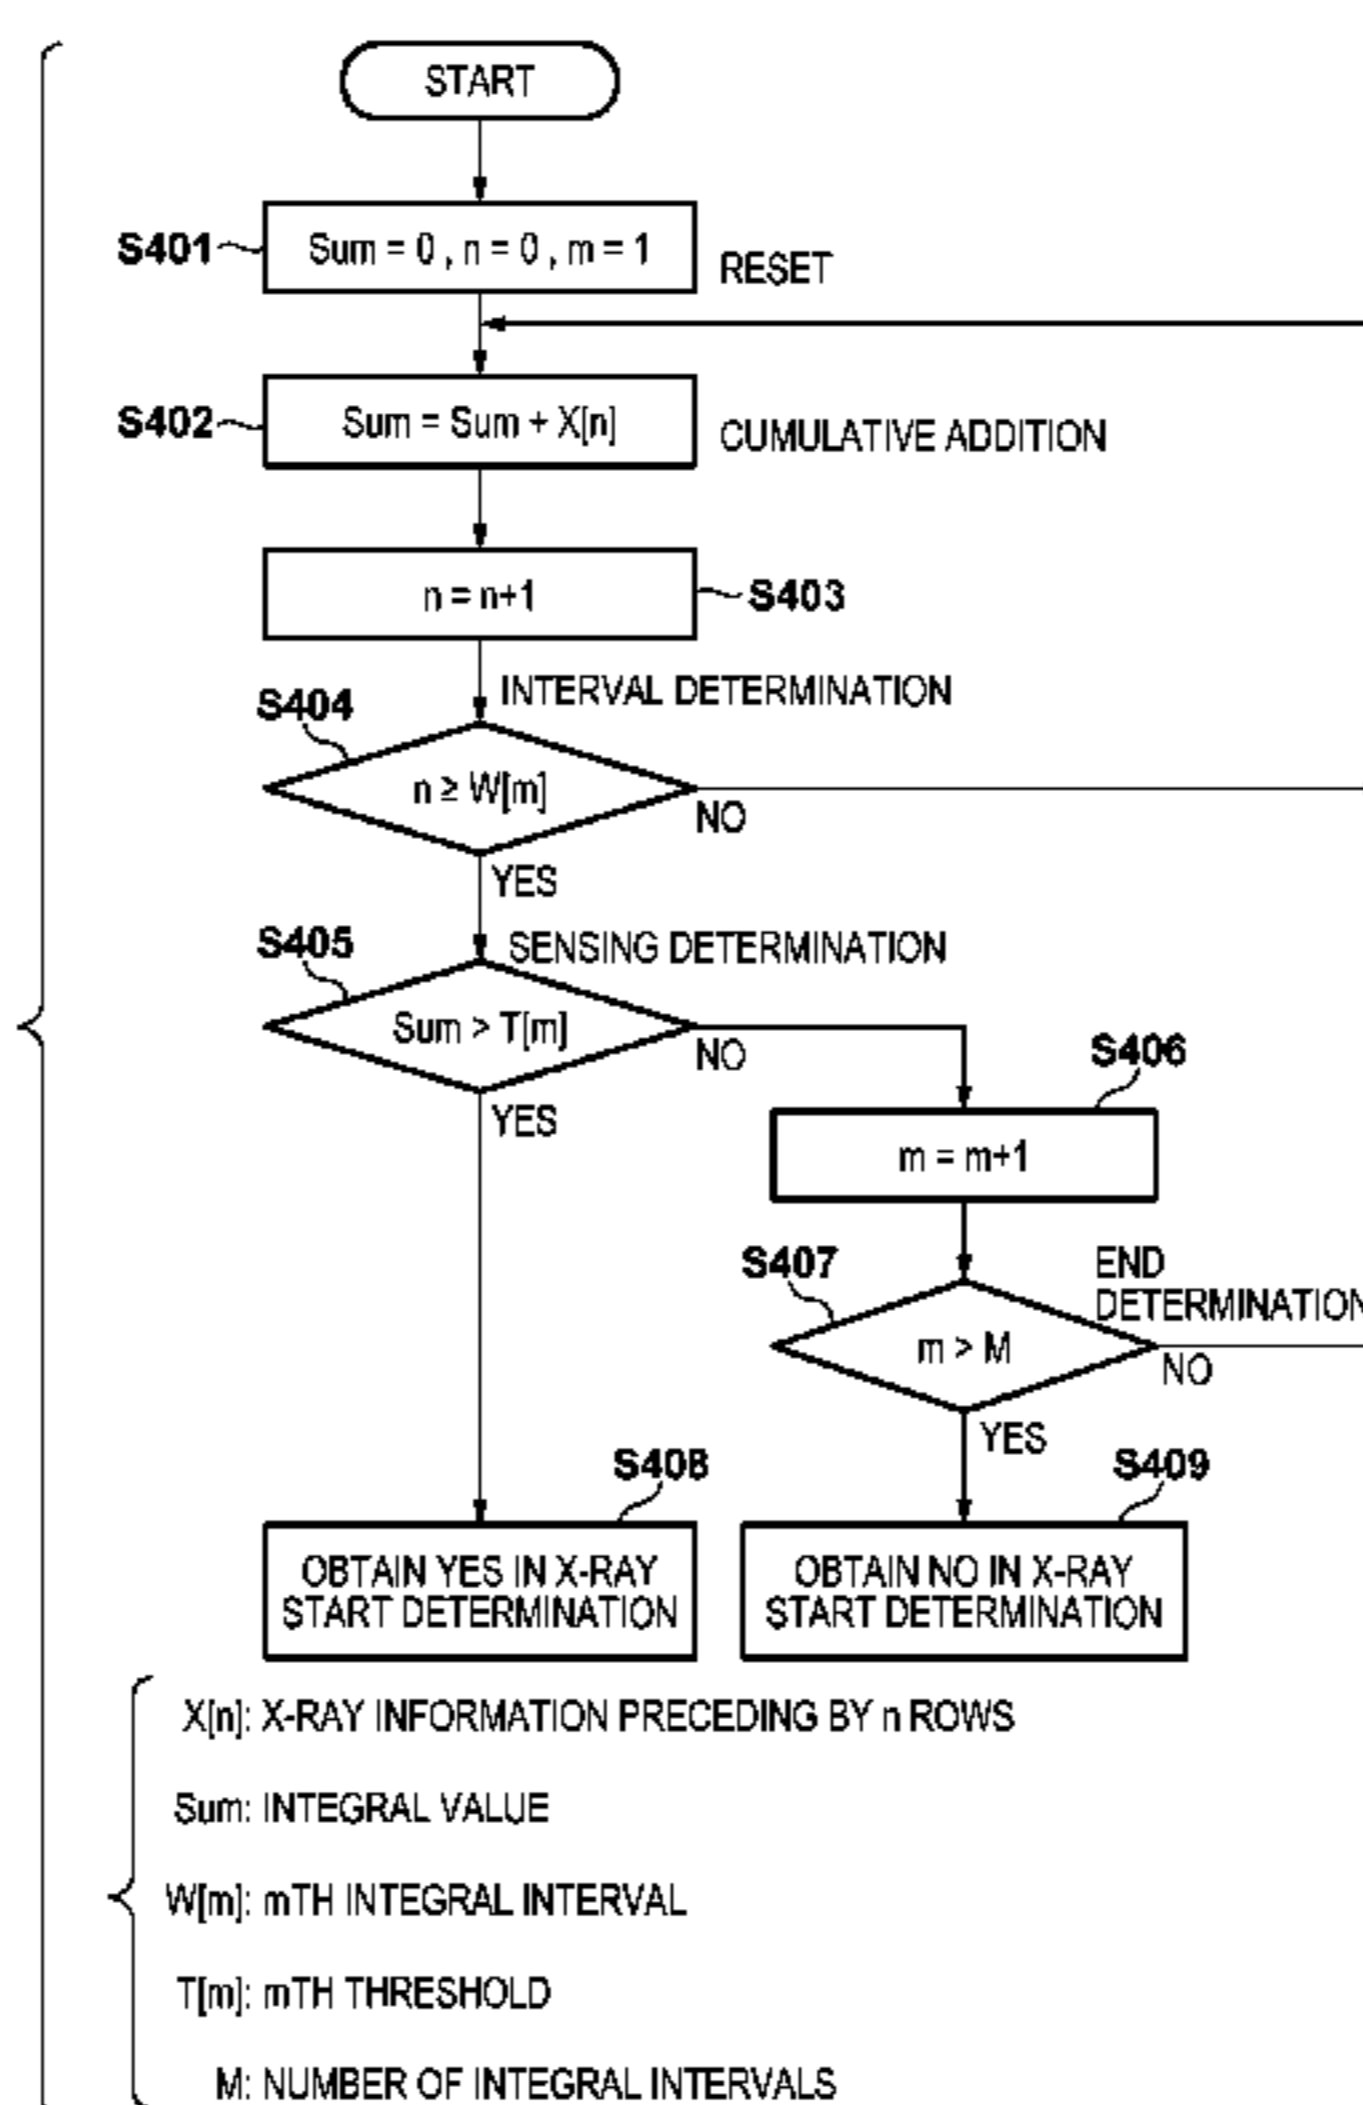 START
S401
Sum = 0 , n = 0 , m = 1
RESET
S402
Sum = Sum + X[n]
CUMULATIVE ADDITION
n = n+1
S403
INTERVAL DETERMINATION
S404
n ≥ W[m]
NO
YES
S405
SENSING DETERMINATION
Sum > T[m]
NO
YES
S406
m = m+1
S407
END
DETERMINATION
m > M
NO
YES
S408
S409
OBTAIN YES IN X-RAY
START DETERMINATION
OBTAIN NO IN X-RAY
START DETERMINATION
X[n]: X-RAY INFORMATION PRECEDING BY n ROWS
Sum: INTEGRAL VALUE
W[m]: mTH INTEGRAL INTERVAL
T[m]: mTH THRESHOLD
M: NUMBER OF INTEGRAL INTERVALS